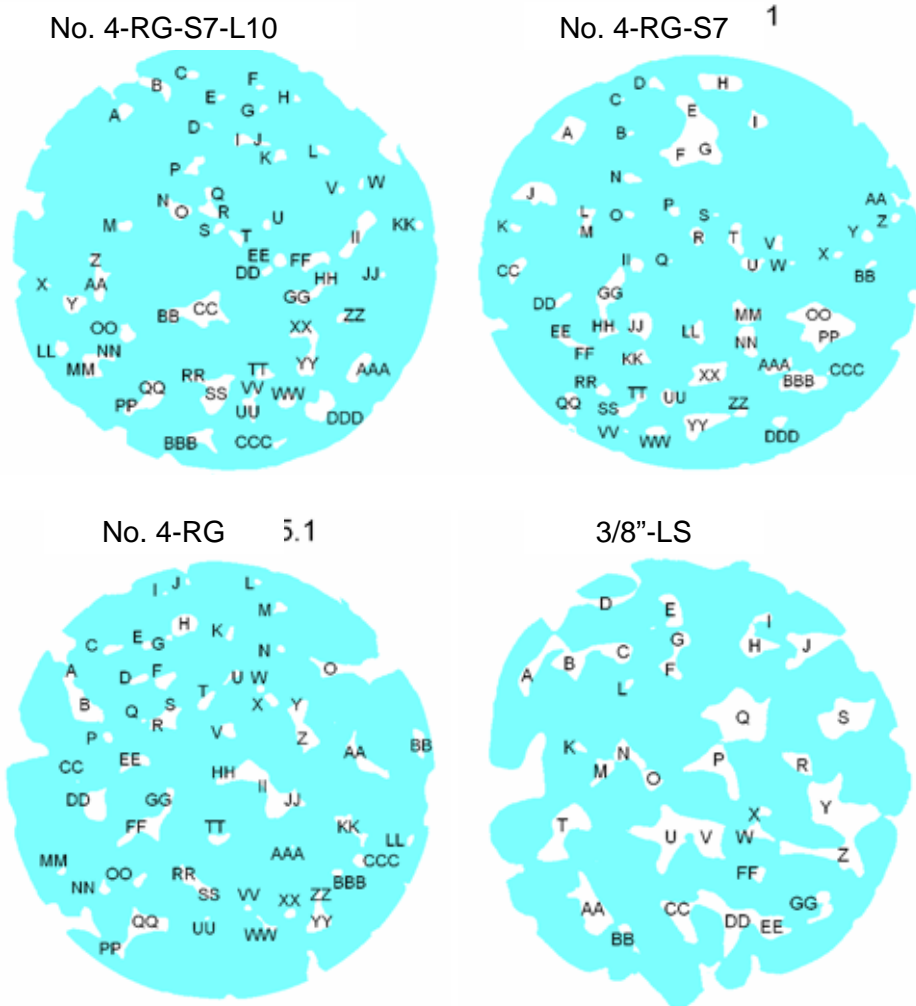 No. 4-RG-S7-L10
No. 4-RG-S7 1
C F
B E H
A G
D
I J
K L
P
V W
N Q
O R U
M S KK
T II
Z EE
DD FF
X AA HH JJ
Y GG
BB CC ZZ
OO XX
LL NN
MM RR TT YY AAA
PP QQ SS VV WW
UU DDD
BBB CCC
D H
C E
A B I
F G
N
J AA
L O P S Z
K M R T V Y
U W X
CC II Q BB
DD GG
EE HH JJ LL MM OO
NN PP
FF KK AAA
RR XX BBB CCC
QQ SS TT UU ZZ
VV WW YY DDD
No. 4-RG 5.1
3/8”-LS
I J L
M
H
C E G K
N
A D F U W O
B Q S T X Y
P R V Z
AA BB
CC EE HH
DD GG II JJ
FF TT KK
LL
MM AAA CCC
NN OO RR BBB
SS VV XX ZZ
QQ UU WW YY
PP
D E
I
G H J
A B C F
L
Q S
K N P R
M O
Y
T X
U V W
Z
FF
AA CC GG
BB DD EE